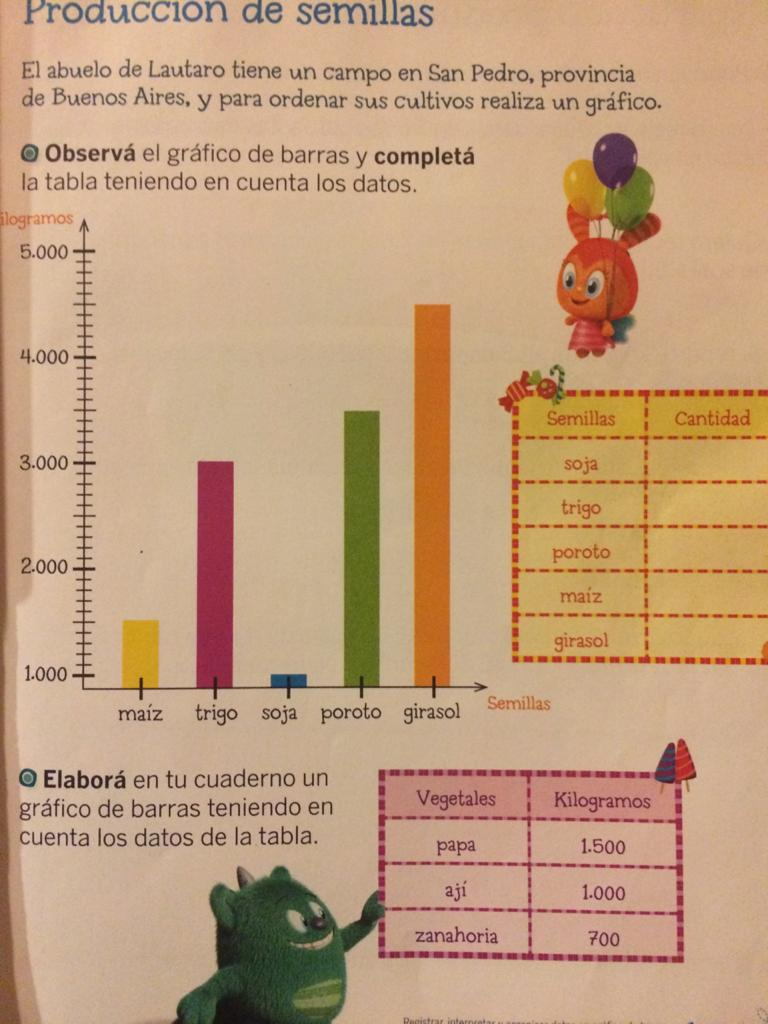 Producción de semillas
El abuelo de Lautaro tiene un campo en San Pedro, provincia
de Buenos Aires, y para ordenar sus cultivos realiza un gráfico.
Observá el gráfico de barras y completá
la tabla teniendo en cuenta los datos.
ilogramos
5.000
4.000
3.000
2.000
1.000
maíz trigo soja poroto girasol
Semillas
Semillas Cantidad
soja
trigo
poroto
maíz
girasol
Elaborá en tu cuaderno un
gráfico de barras teniendo en
cuenta los datos de la tabla.
Vegetales Kilogramos
papa 1.500
ají 1.000
zanahoria 700